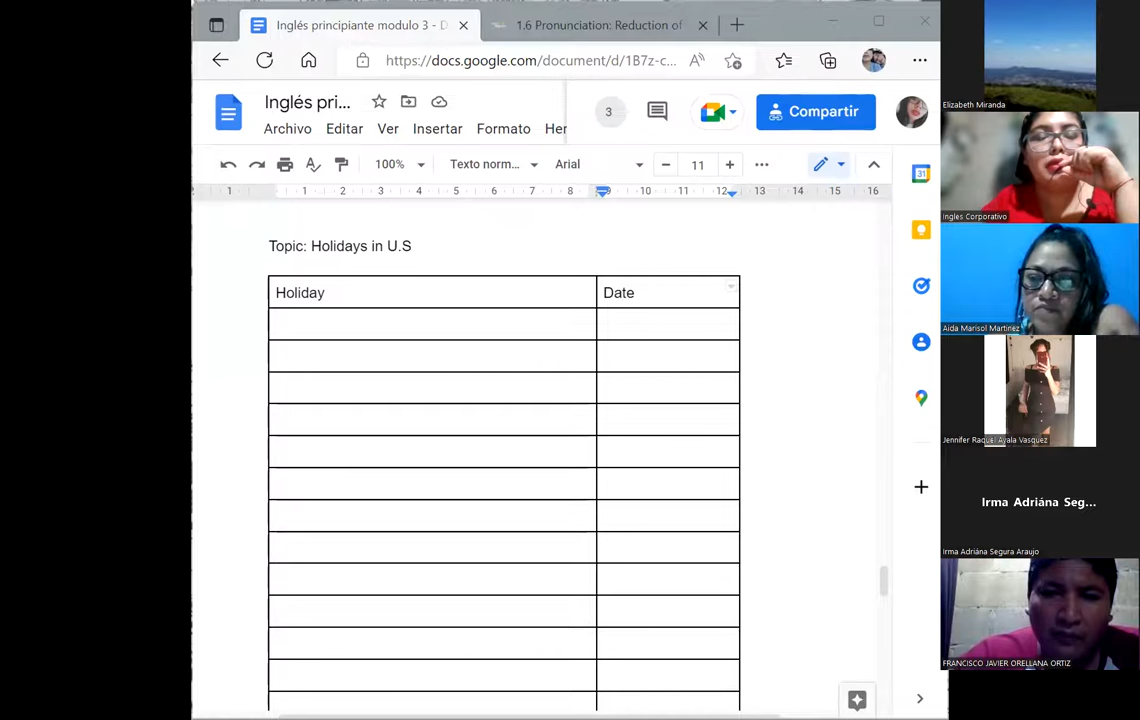 Inglés principiante modulo 3 - D
1.6 Pronunciation: Reduction of
https://docs.google.com/document/d/1B7z-c...
Inglés pri...
3
Compartir
Archivo Editar Ver Insertar Formato Her
100% Texto norm... Arial 11
2 1 1 2 3 4 5 6 7 8 9 10 11 12 13 14 15 16
31
Topic: Holidays in U.S
Holiday Date
Elizabeth Miranda
Ingles Corporativo
Aida Marisol Martinez
Jennifer Raquel Ayala Vasquez
Irma Adriána Seg...
Irma Adriána Segura Araujo
FRANCISCO JAVIER ORELLANA ORTIZ